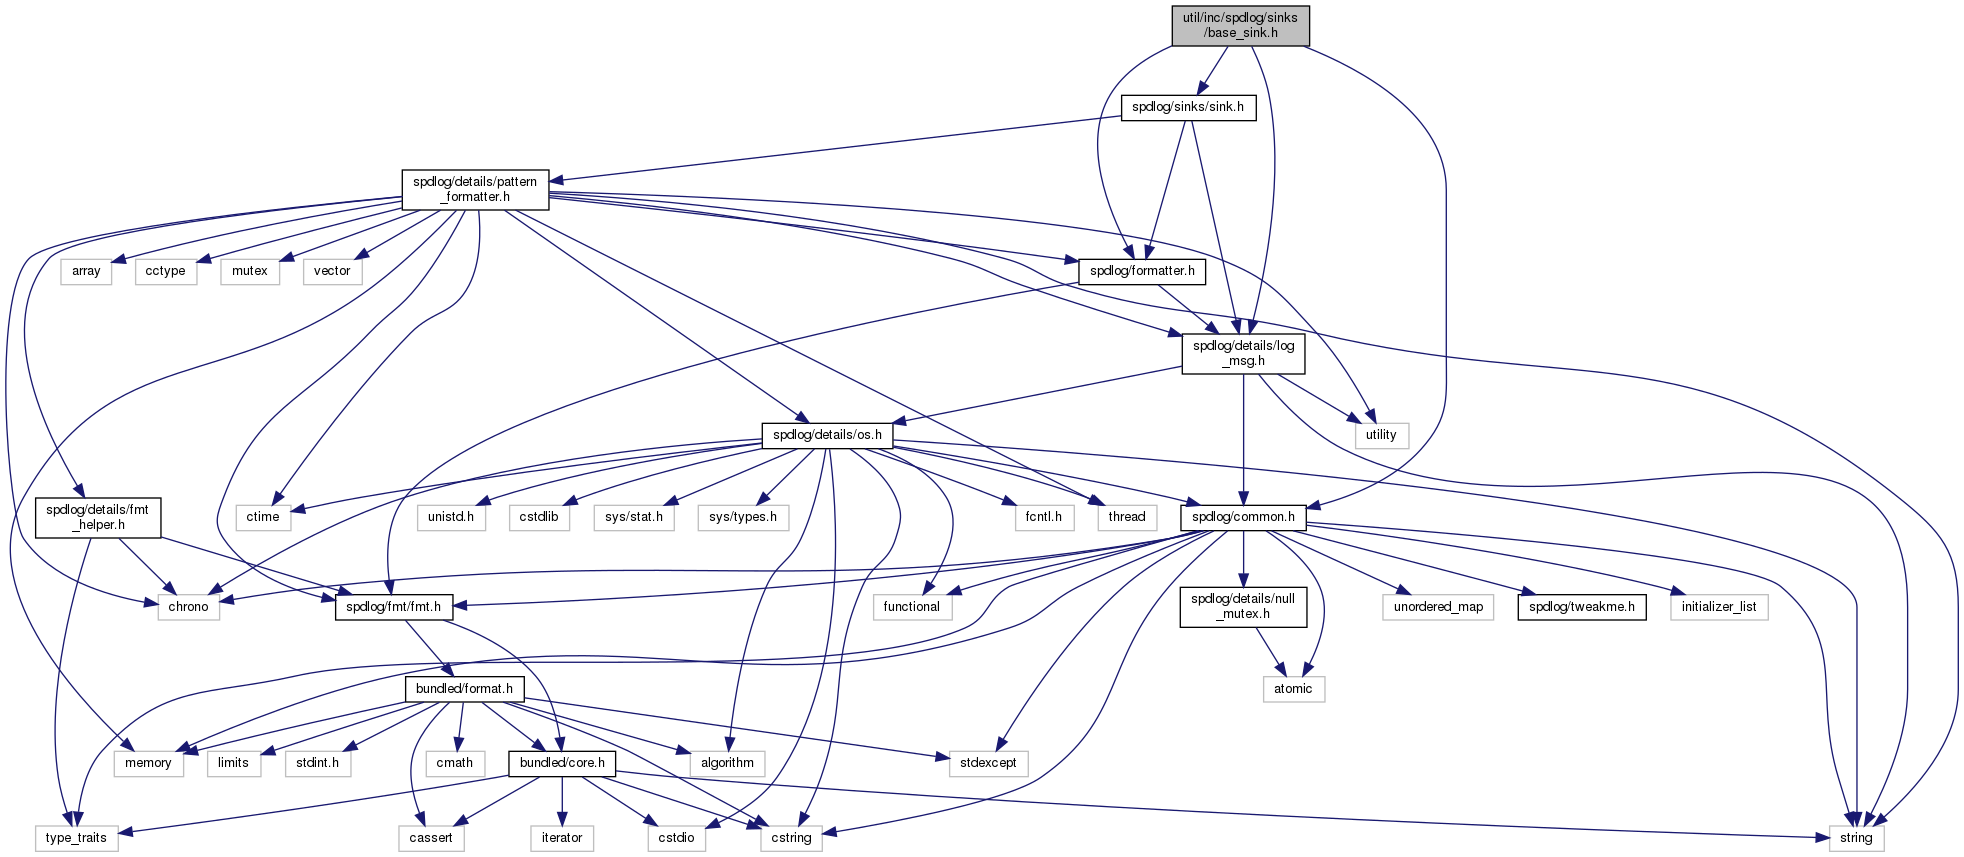 util/inc/spdlog/sinks
/base_sink.h
spdlog/sinks/sink.h
spdlog/details/pattern
_formatter.h
array
cctype
mutex
vector
spdlog/formatter.h
spdlog/details/log
_msg.h
spdlog/details/os.h
utility
spdlog/details/fmt
_helper.h
ctime
unistd.h
cstdlib
sys/stat.h
sys/types.h
fcntl.h
thread
spdlog/common.h
chrono
spdlog/fmt/fmt.h
functional
spdlog/details/null
_mutex.h
unordered_map
spdlog/tweakme.h
initializer_list
bundled/format.h
atomic
memory
limits
stdint.h
cmath
bundled/core.h
algorithm
stdexcept
type_traits
cassert
iterator
cstdio
cstring
string